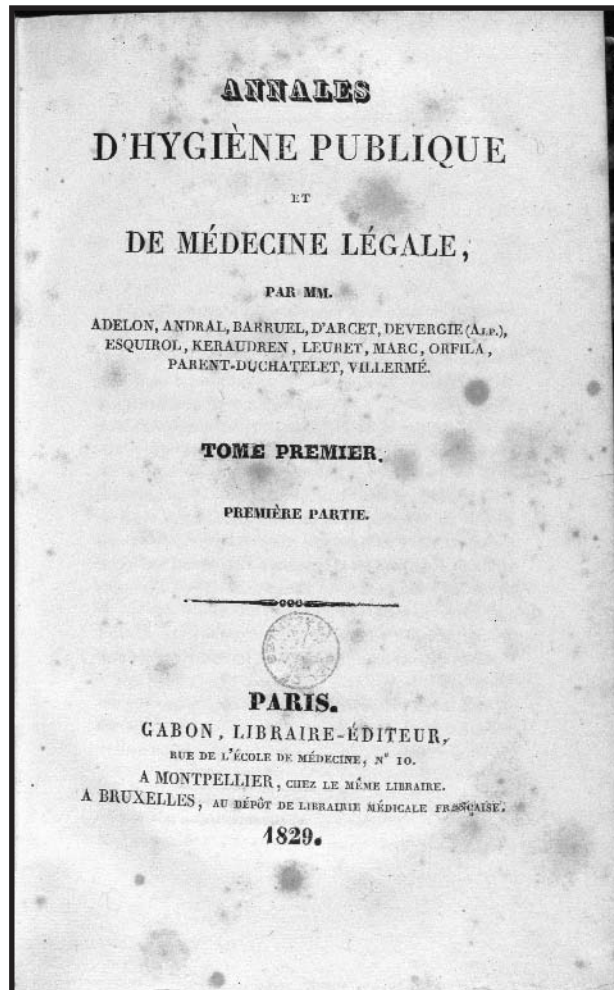 ANNALES
D'HYGIÈNE PUBLIQUE
ET
DE MÉDECINE LÉGALE,
PAR MM.
ADELON, ANDRAL, BARRUEL, D'ARCET, DEVERGIE (ALP.),
ESQUIROL, KERAUDREN, LEURET, MARC, ORFILA,
PARENT-DUCHATELET, VILLERMÉ.
TOME PREMIER.
PREMIÈRE PARTIE.
PARIS.
GABON, LIBRAIRE-ÉDITEUR,
RUE DE L'ÉCOLE DE MÉDECINE, N° 10.
A MONTPELLIER, CHEZ LE MÊME LIBRAIRE.
A BRUXELLES, AU DÉPÔT DE LIBRAIRIE MÉDICALE FRANÇAISE.
1829.